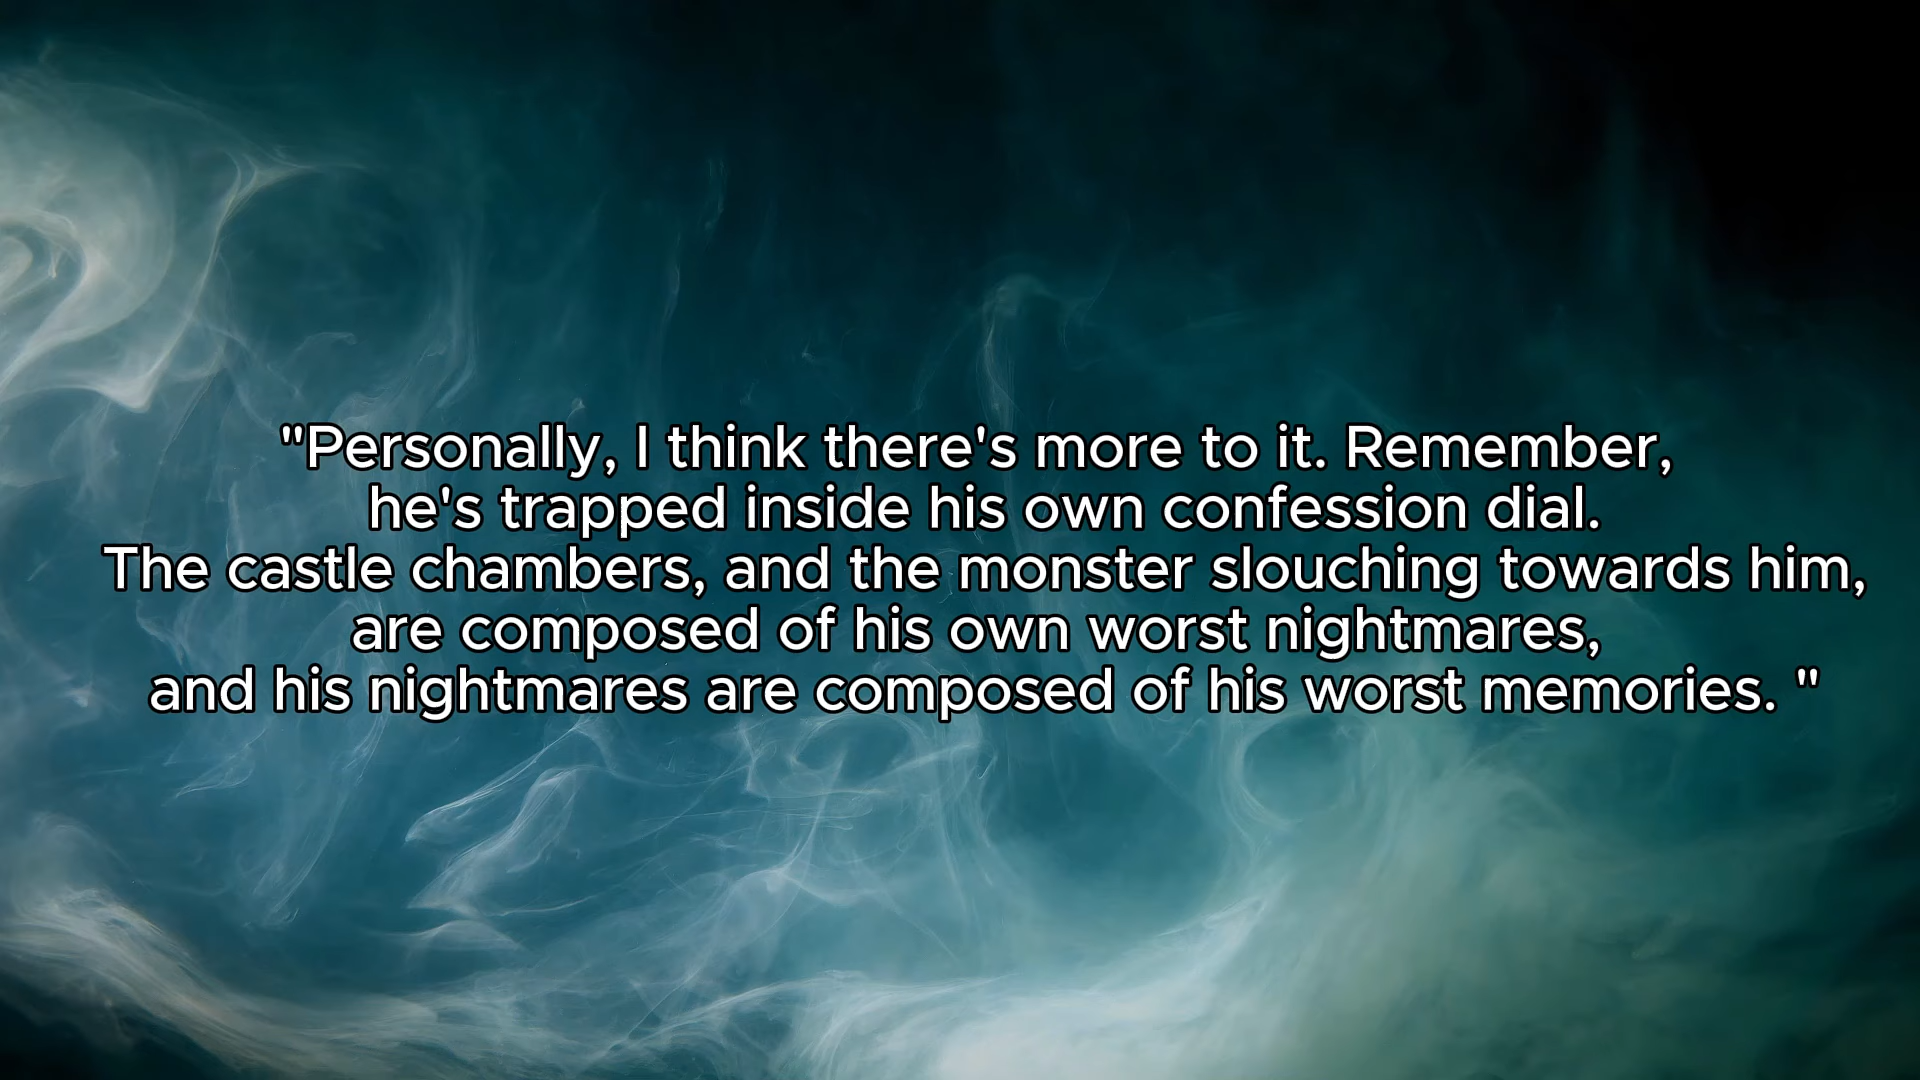 "Personally, I think there's more to it. Remember,
he's trapped inside his own confession dial.
The castle chambers, and the monster slouching towards him,
are composed of his own worst nightmares,
and his nightmares are composed of his worst memories. "